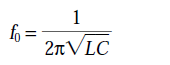 f₀ = 1 / 2π√LC